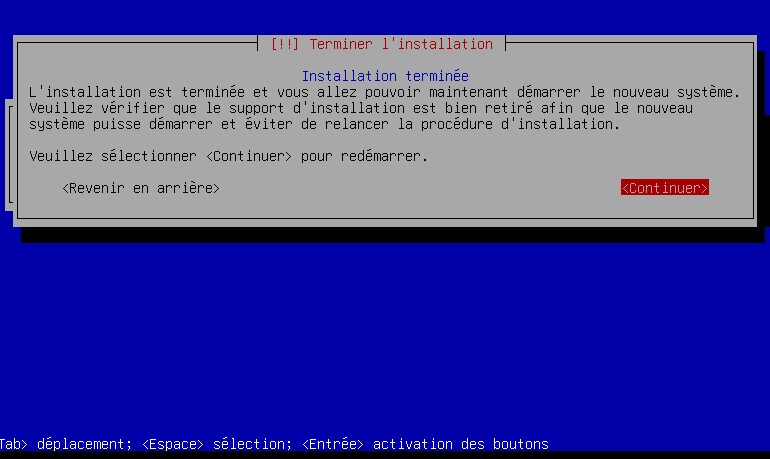 [!!] Terminer l'installation
Installation terminée
L'installation est terminée et vous allez pouvoir maintenant démarrer le nouveau système.
Veuillez vérifier que le support d'installation est bien retiré afin que le nouveau
système puisse démarrer et éviter de relancer la procédure d'installation.
Veuillez sélectionner <Continuer> pour redémarrer.
<Revenir en arrière> <Continuer>
Tab> déplacement; <Espace> sélection; <Entrée> activation des boutons